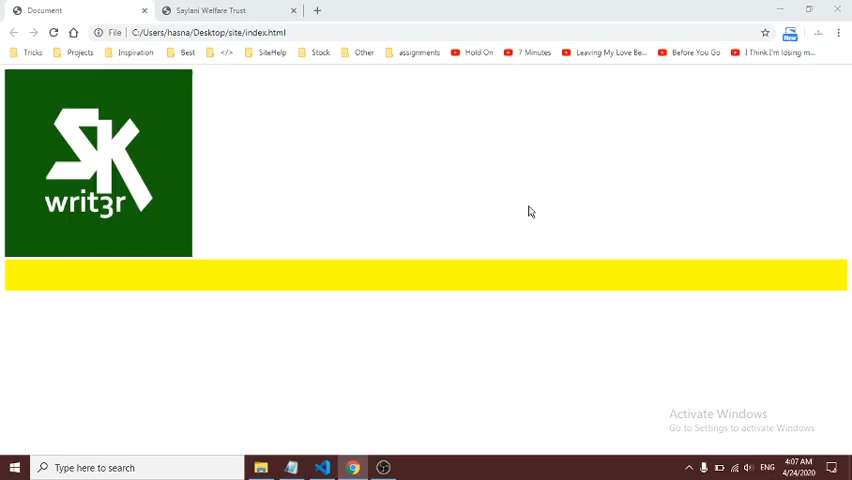 Document
Saylani Welfare Trust
File
C:/Users/hasna/Desktop/site/index.html
New
Tricks
Projects
Inspiration
Best
</>
SiteHelp
Stock
Other
assignments
Hold On
7 Minutes
Leaving My Love Be...
Before You Go
I Think I'm losing m...
SK
writ3r
Activate Windows
Go to Settings to activate Windows.
Type here to search
ENG
4:07 AM
4/24/2020